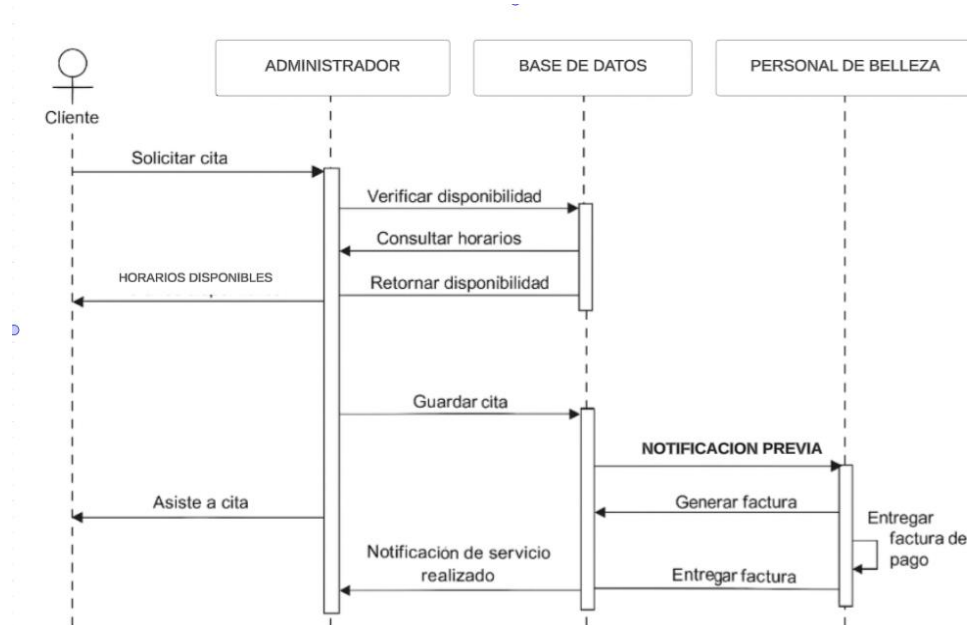 ADMINISTRADOR
BASE DE DATOS
PERSONAL DE BELLEZA
Cliente
Solicitar cita
Verificar disponibilidad
Consultar horarios
HORARIOS DISPONIBLES
Retornar disponibilidad
Guardar cita
NOTIFICACION PREVIA
Asiste a cita
Generar factura
Entregar
factura de
pago
Notificación de servicio
realizado
Entregar factura